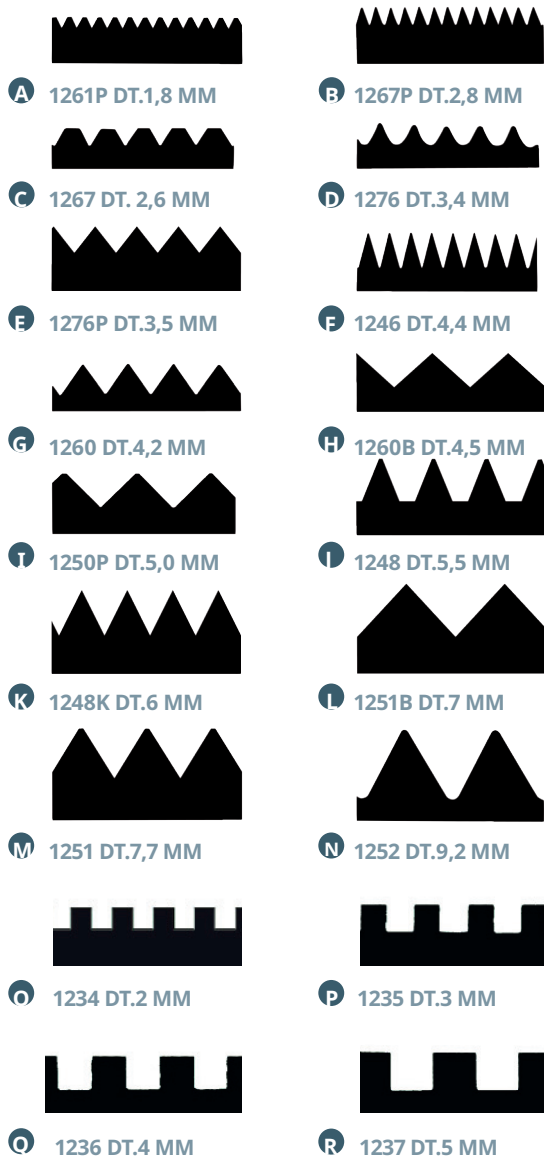 A 1261P DT.1,8 MM
B 1267P DT.2,8 MM
C 1267 DT. 2,6 MM
D 1276 DT.3,4 MM
E 1276P DT.3,5 MM
F 1246 DT.4,4 MM
G 1260 DT.4,2 MM
H 1260B DT.4,5 MM
I 1250P DT.5,0 MM
1248 DT.5,5 MM
K 1248K DT.6 MM
L 1251B DT.7 MM
M 1251 DT.7,7 MM
N 1252 DT.9,2 MM
O 1234 DT.2 MM
P 1235 DT.3 MM
Q 1236 DT.4 MM
R 1237 DT.5 MM